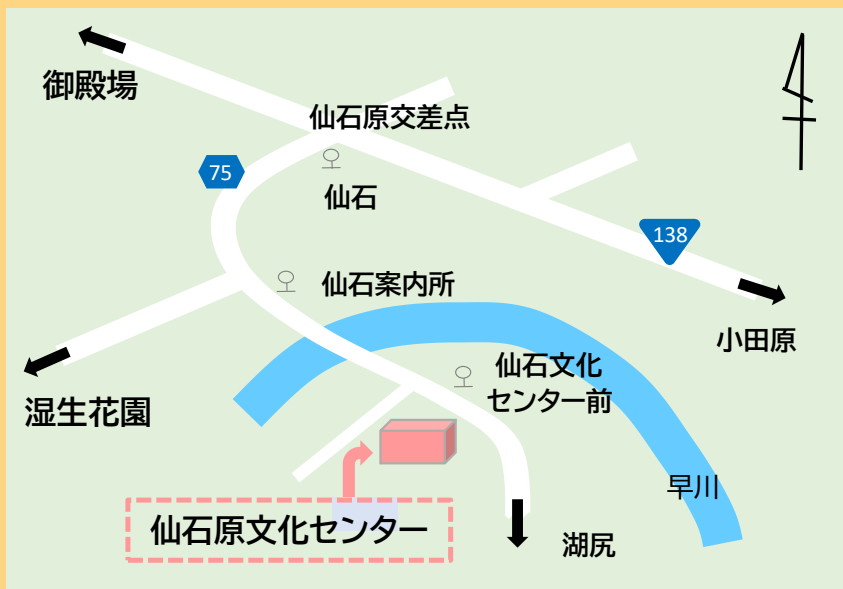 御殿場
仙石原交差点
75
仙石
138
仙石案内所
小田原
仙石文化
センター前
湿生花園
早川
仙石原文化センター
湖尻